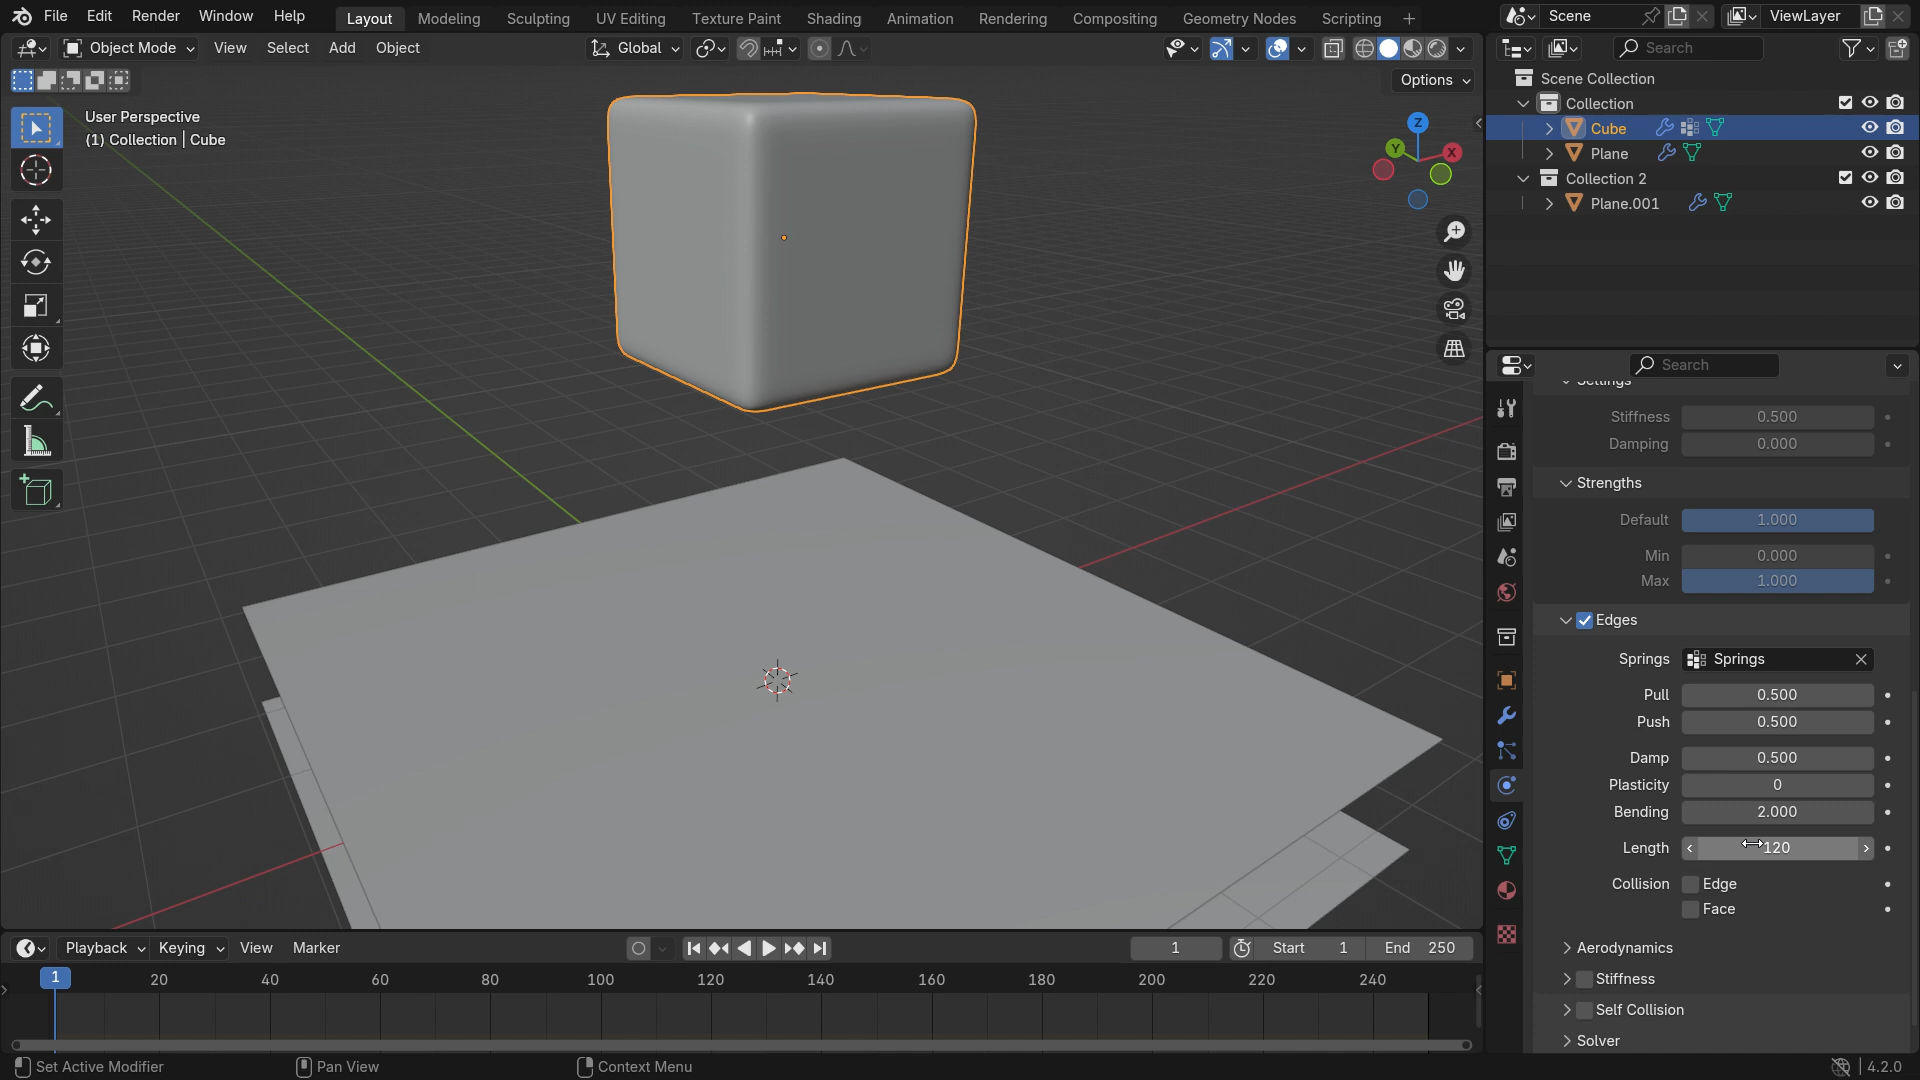 File Edit Render Window Help Layout Modeling Sculpting UV Editing Texture Paint Shading Animation Rendering Compositing Geometry Nodes Scripting + Scene ViewLayer
Object Mode View Select Add Object Global Search
Options
User Perspective
(1) Collection | Cube
Z
Y
X
Scene Collection
Collection
Cube
Plane
Collection 2
Plane.001
Search
Settings
Stiffness 0.500
Damping 0.000
Strengths
Default 1.000
Min 0.000
Max 1.000
Edges
Springs Springs
Pull 0.500
Push 0.500
Damp 0.500
Plasticity 0
Bending 2.000
Length 120
Collision Edge
Face
Aerodynamics
Stiffness
Self Collision
Solver
Playback Keying View Marker 1 Start 1 End 250
1 20 40 60 80 100 120 140 160 180 200 220 240
Set Active Modifier Pan View Context Menu 4.2.0